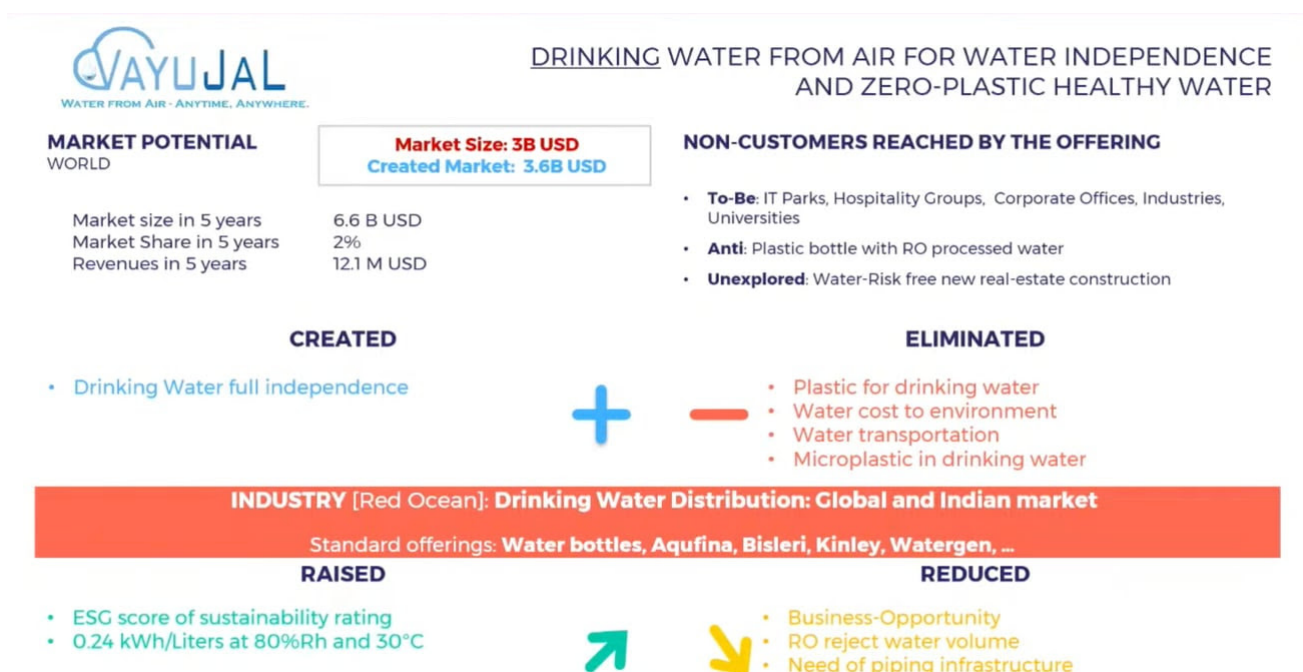 VAYUJAL
WATER FROM AIR - ANYTIME, ANYWHERE.
DRINKING WATER FROM AIR FOR WATER INDEPENDENCE
AND ZERO-PLASTIC HEALTHY WATER
MARKET POTENTIAL
WORLD
Market Size: 3B USD
Created Market: 3.6B USD
Market size in 5 years 6.6 B USD
Market Share in 5 years 2%
Revenues in 5 years 12.1 M USD
NON-CUSTOMERS REACHED BY THE OFFERING
• To-Be: IT Parks, Hospitality Groups, Corporate Offices, Industries,
Universities
• Anti: Plastic bottle with RO processed water
• Unexplored: Water-Risk free new real-estate construction
CREATED
• Drinking Water full independence
ELIMINATED
• Plastic for drinking water
• Water cost to environment
• Water transportation
• Microplastic in drinking water
INDUSTRY [Red Ocean]: Drinking Water Distribution: Global and Indian market
Standard offerings: Water bottles, Aqufina, Bisleri, Kinley, Watergen, ...
RAISED
• ESG score of sustainability rating
• 0.24 kWh/Liters at 80%Rh and 30°C
REDUCED
• Business-Opportunity
• RO reject water volume
• Need of piping infrastructure